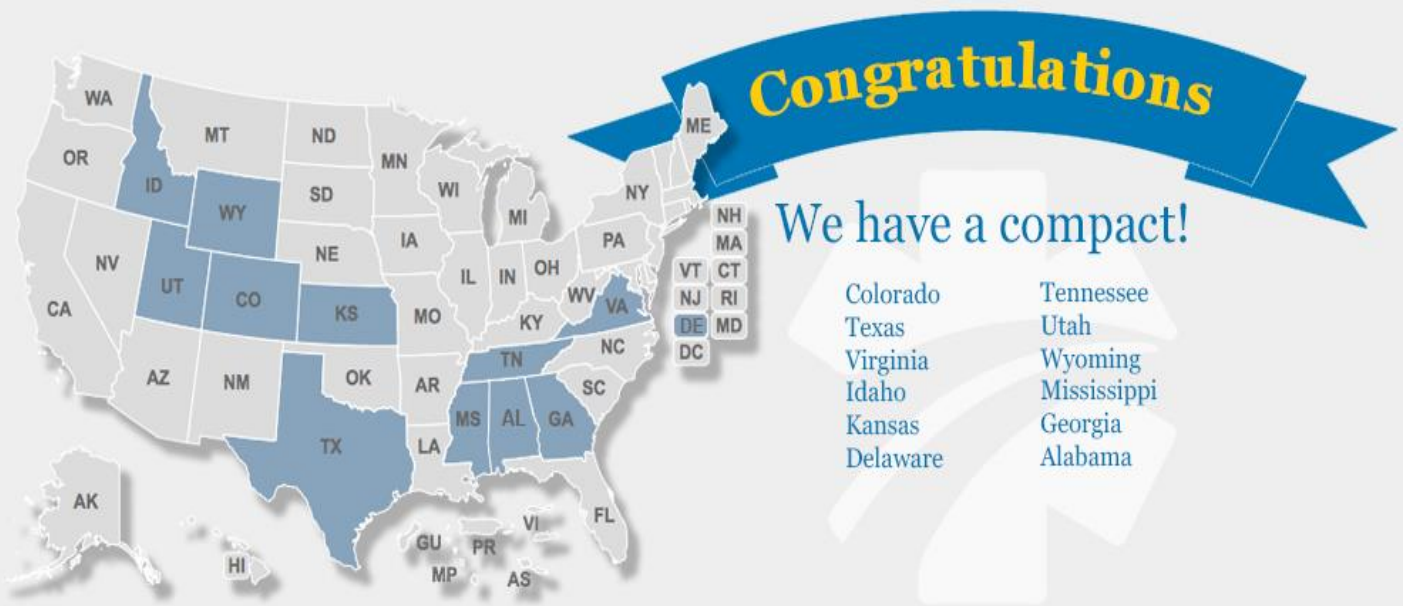 Congratulations
We have a compact!
Colorado
Texas
Virginia
Idaho
Kansas
Delaware
Tennessee
Utah
Wyoming
Mississippi
Georgia
Alabama
WA
MT
ND
MN
OR
ID
WY
SD
WI
MI
NY
ME
NH
MA
VT CT
NJ RI
DE MD
DC
NV
UT
CO
NE
IA
IL
IN
OH
PA
CA
KS
MO
KY
WV
VA
AZ
NM
OK
AR
TN
NC
SC
TX
LA
MS
AL
GA
FL
AK
HI
GU
PR
VI
MP
AS